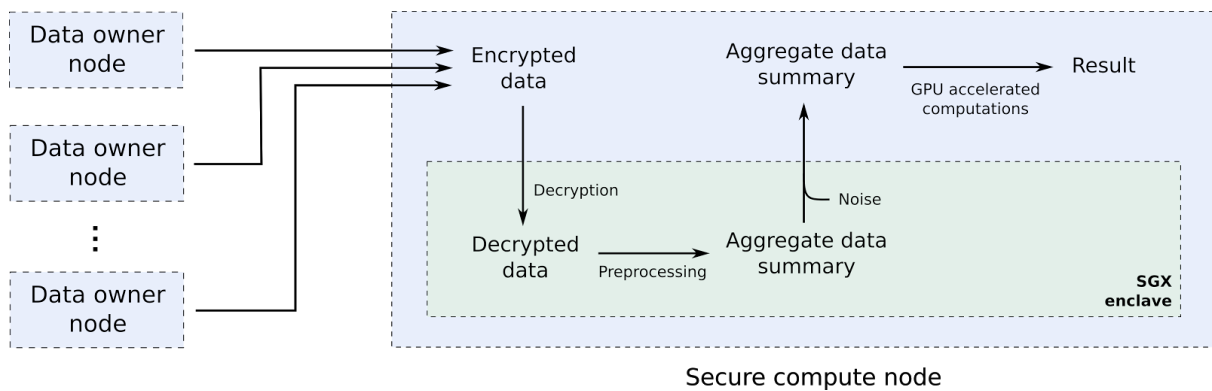 Data owner
node
Data owner
node
⋮
Data owner
node
Encrypted
data
Decryption
Decrypted
data
Preprocessing
Aggregate data
summary
Noise
Aggregate data
summary
GPU accelerated
computations
Result
SGX
enclave
Secure compute node